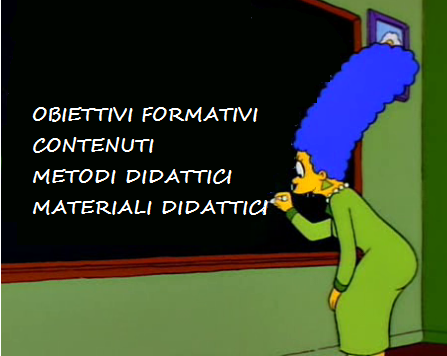 OBIETTIVI FORMATIVI
CONTENUTI
METODI DIDATTICI
MATERIALI DIDATTICI